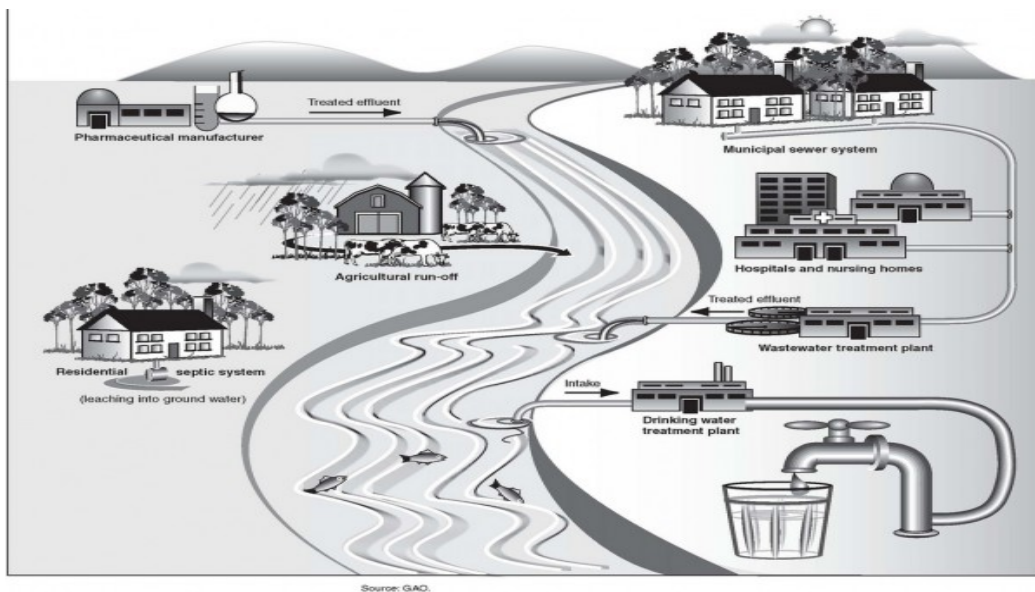 Treated effluent
Pharmaceutical manufacturer
Municipal sewer system
Agricultural run-off
Hospitals and nursing homes
Treated effluent
Wastewater treatment plant
Residential septic system
(leaching into ground water)
Intake
Drinking water
treatment plant
Source: GAO.